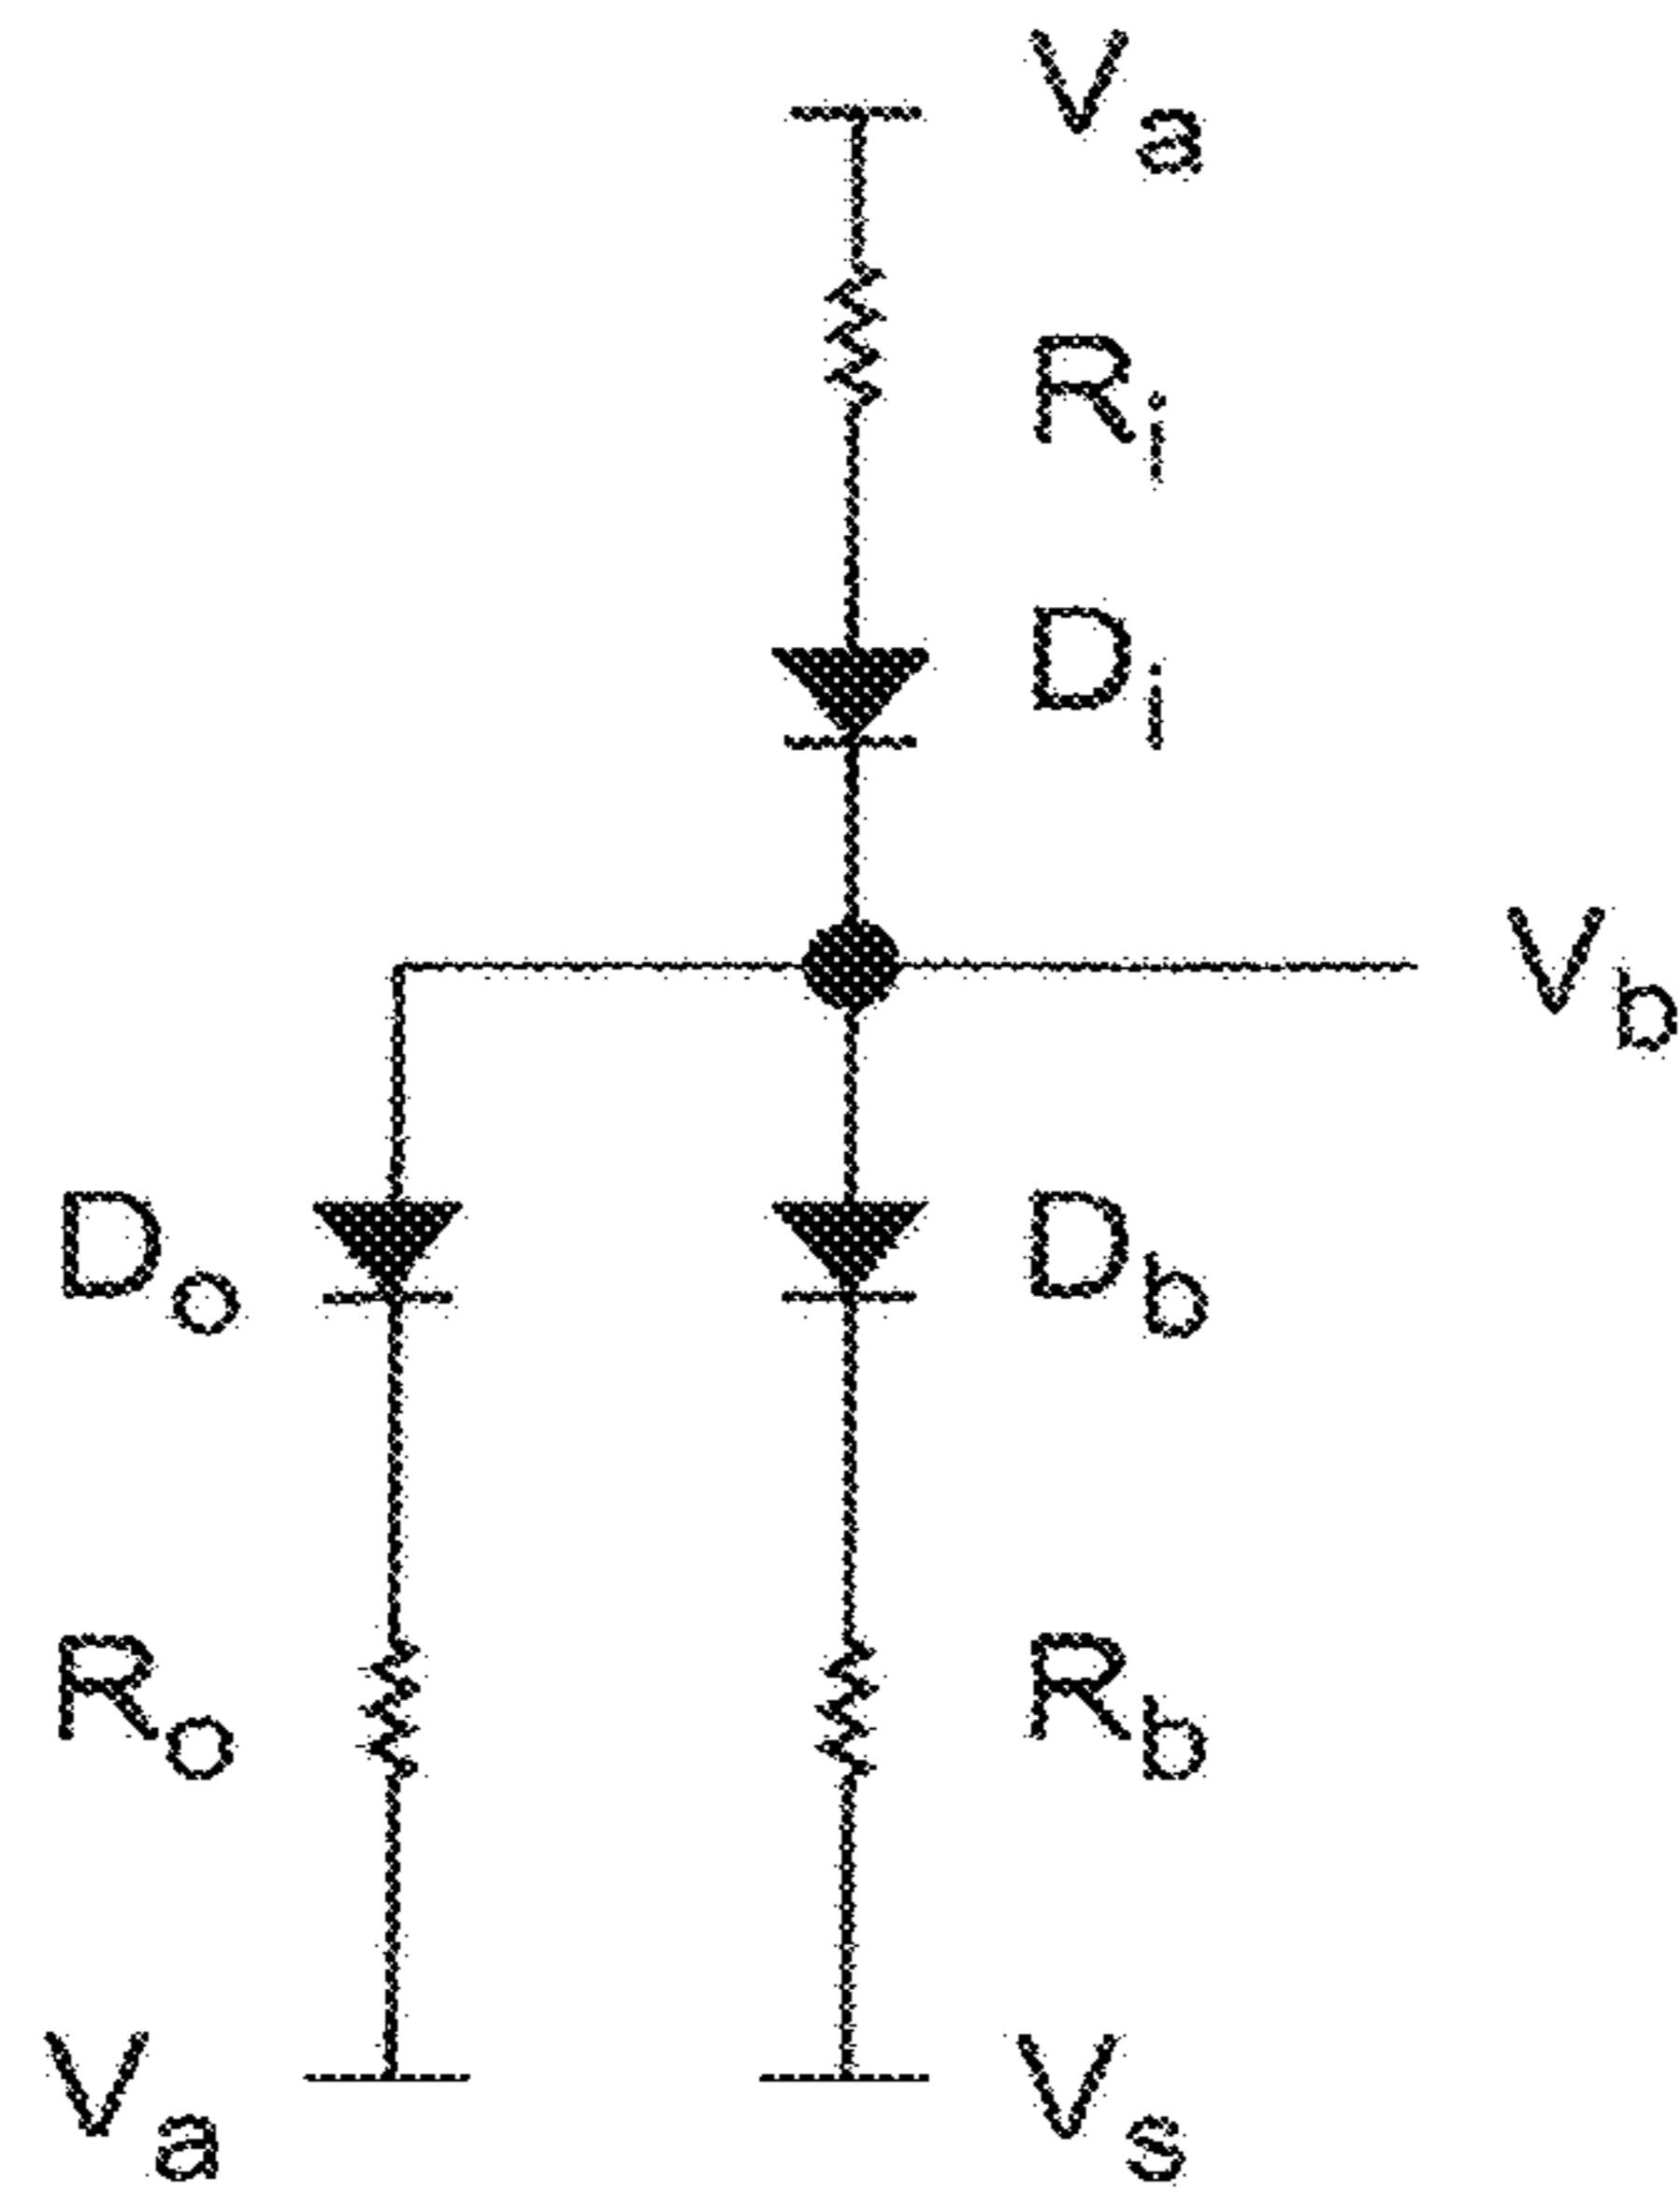 Va
Ri
Di
Vb
Do Db
Ro Rb
Va Vs